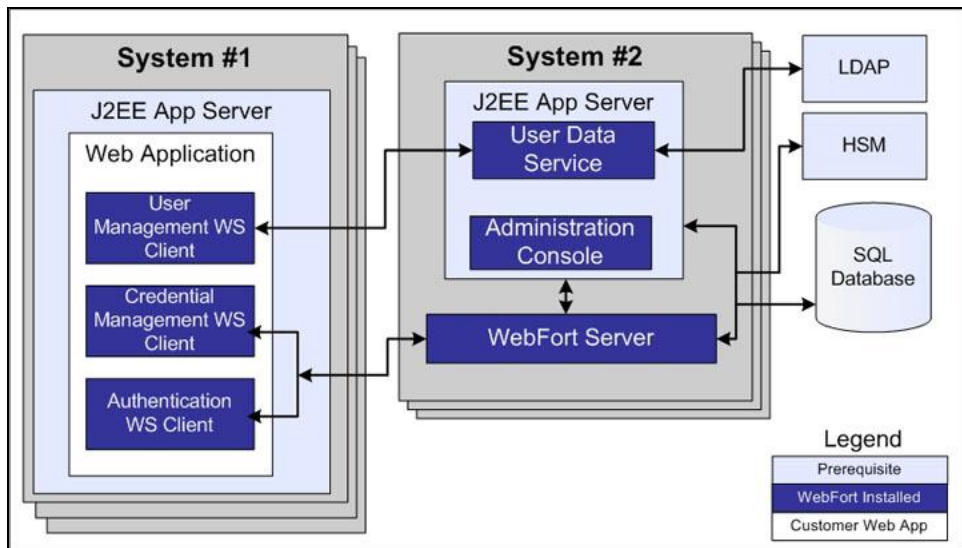 System #1
J2EE App Server
Web Application
User
Management WS
Client
Credential
Management WS
Client
Authentication
WS Client
System #2
J2EE App Server
User Data
Service
Administration
Console
WebFort Server
LDAP
HSM
SQL
Database
Legend
Prerequisite
WebFort Installed
Customer Web App